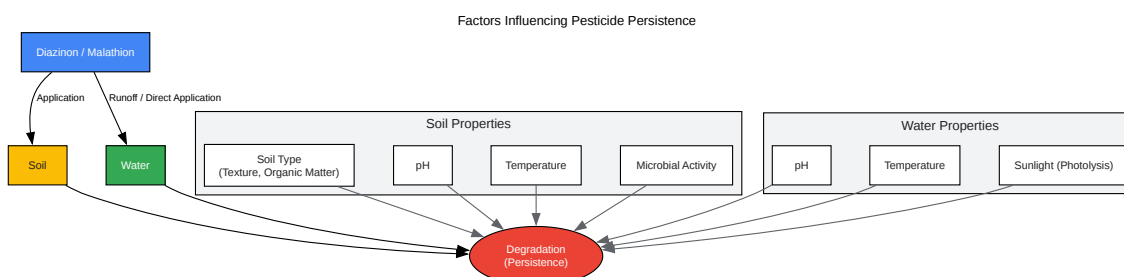 Factors Influencing Pesticide Persistence
Diazinon / Malathion
Application
Runoff / Direct Application
Soil Properties
Water Properties
Soil
Water
Soil Type
(Texture, Organic Matter)
pH
Temperature
Microbial Activity
pH
Temperature
Sunlight (Photolysis)
Degradation
(Persistence)